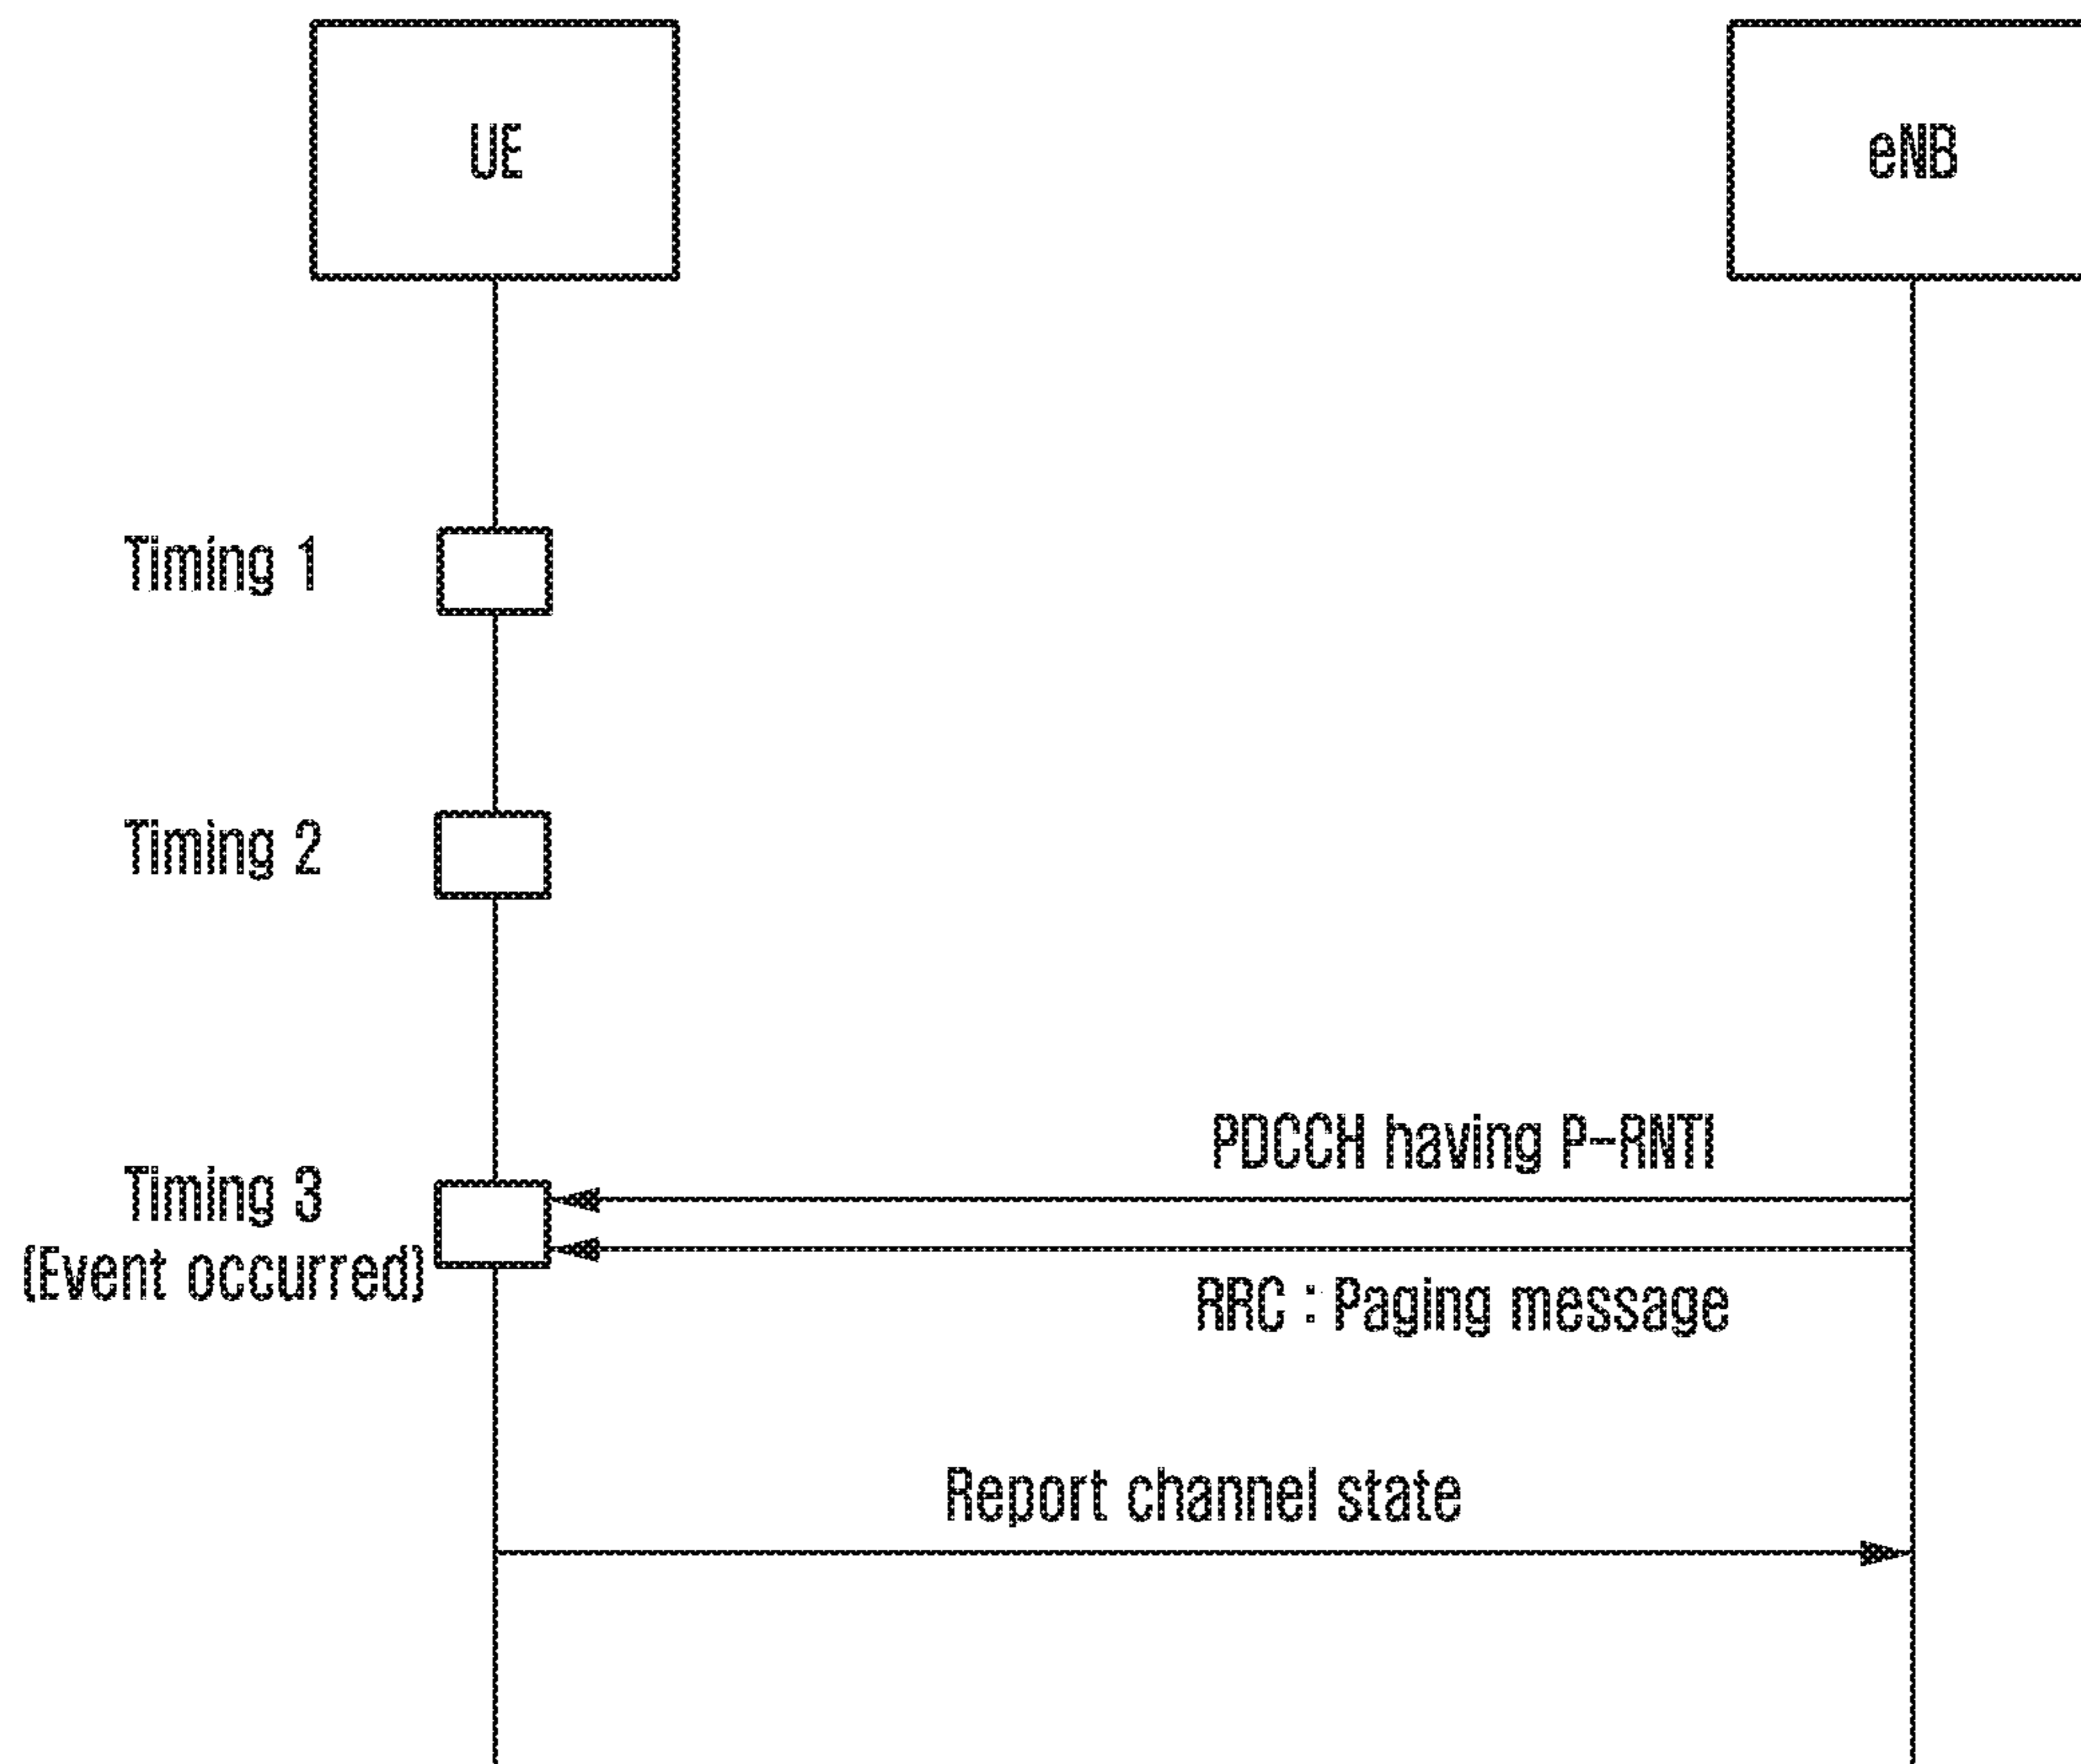 UE
eNB
Timing 1
Timing 2
PDCCH having P-RNTI
Timing 3
(Event occurred)
RRC : Paging message
Report channel state